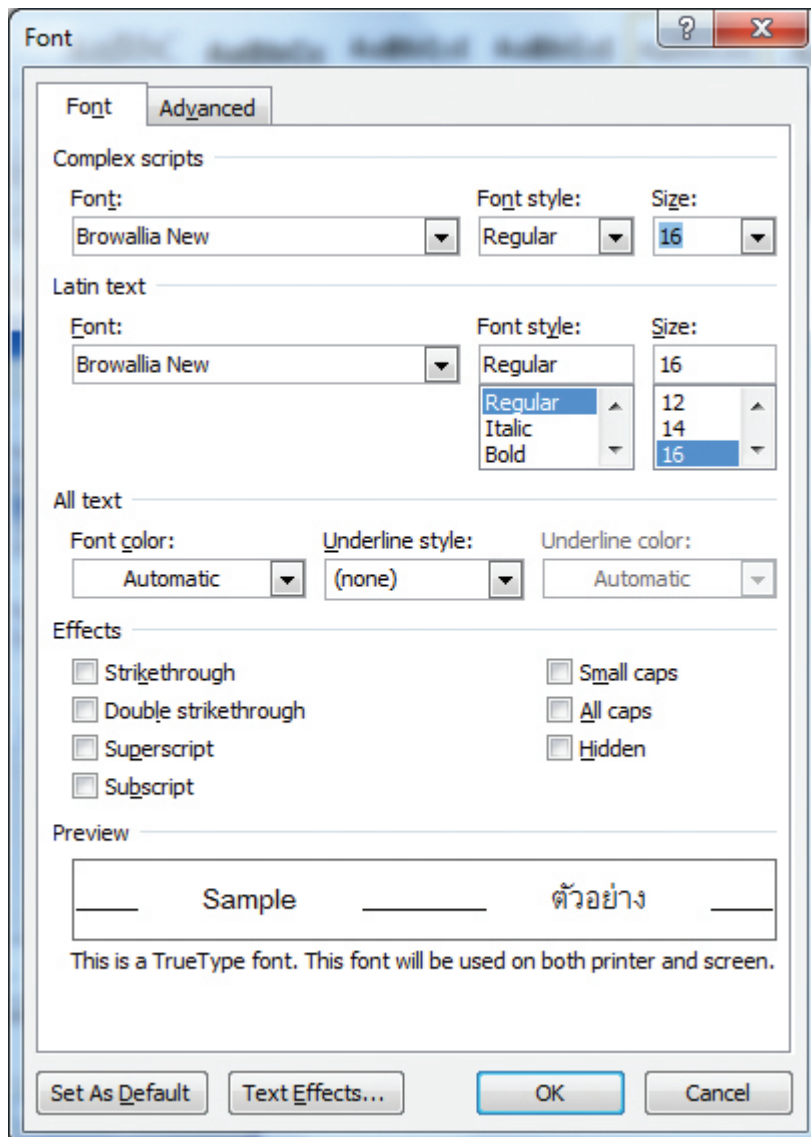 Font
Font Advanced
Complex scripts
Font: Font style: Size:
Browallia New Regular 16
Latin text
Font: Font style: Size:
Browallia New Regular 16
Regular 12
Italic 14
Bold 16
All text
Font color: Underline style: Underline color:
Automatic (none) Automatic
Effects
Strikethrough Small caps
Double strikethrough All caps
Superscript Hidden
Subscript
Preview
Sample ตัวอย่าง
This is a TrueType font. This font will be used on both printer and screen.
Set As Default Text Effects... OK Cancel